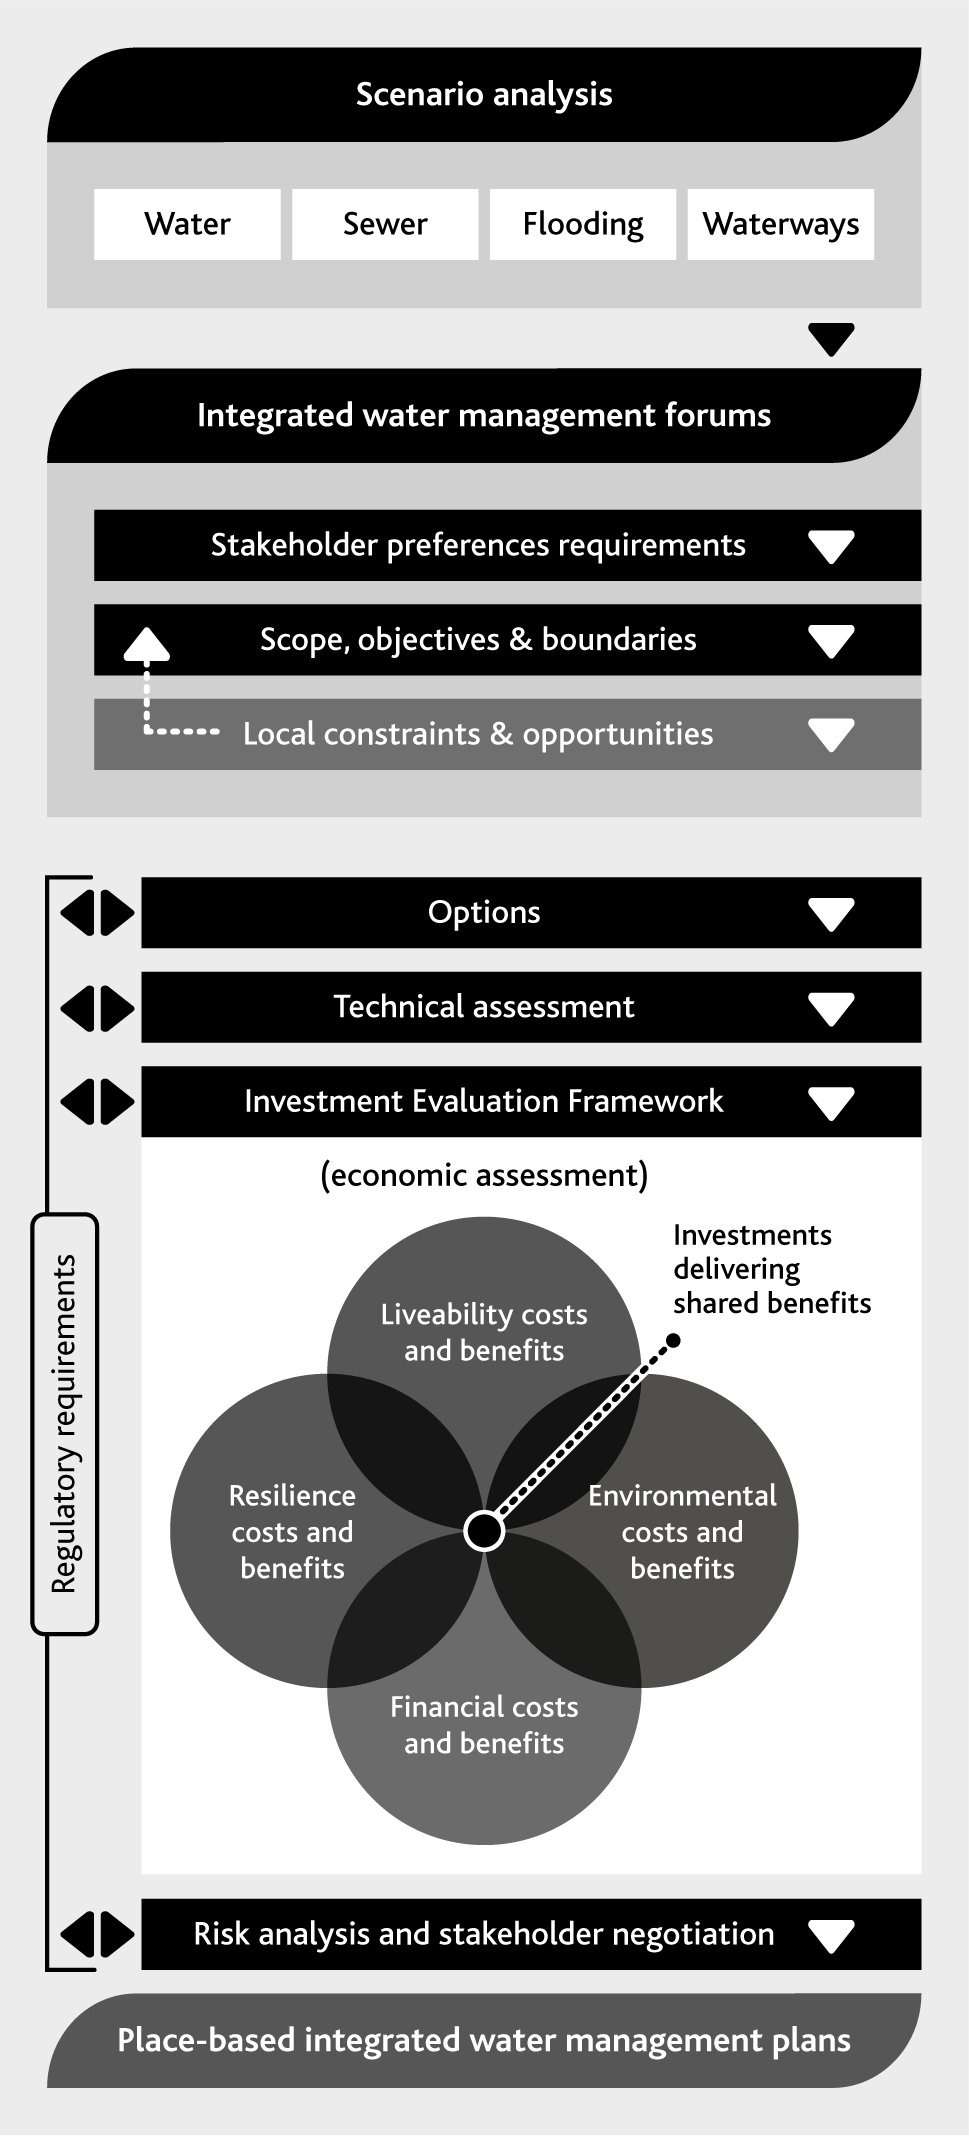 Scenario analysis
Water
Sewer
Flooding
Waterways
Integrated water management forums
Stakeholder preferences requirements
Scope, objectives & boundaries
Local constraints & opportunities
Options
Technical assessment
Investment Evaluation Framework
(economic assessment)
Investments
delivering
shared benefits
Liveability costs
and benefits
Resilience
costs and
benefits
Environmental
costs and
benefits
Financial costs
and benefits
Regulatory requirements
Risk analysis and stakeholder negotiation
Place-based integrated water management plans